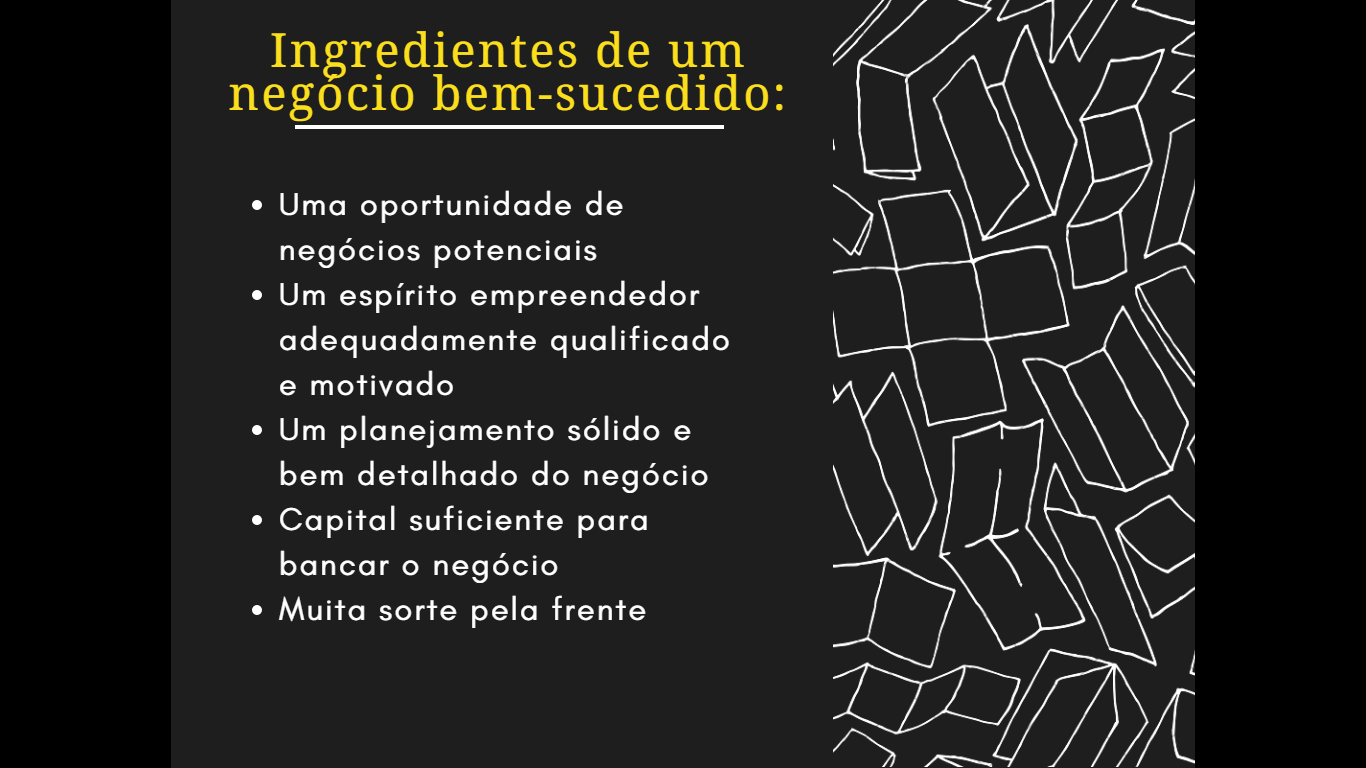 Ingredientes de um
negócio bem-sucedido:
• Uma oportunidade de
negócios potenciais
• Um espírito empreendedor
adequadamente qualificado
e motivado
• Um planejamento sólido e
bem detalhado do negócio
• Capital suficiente para
bancar o negócio
• Muita sorte pela frente